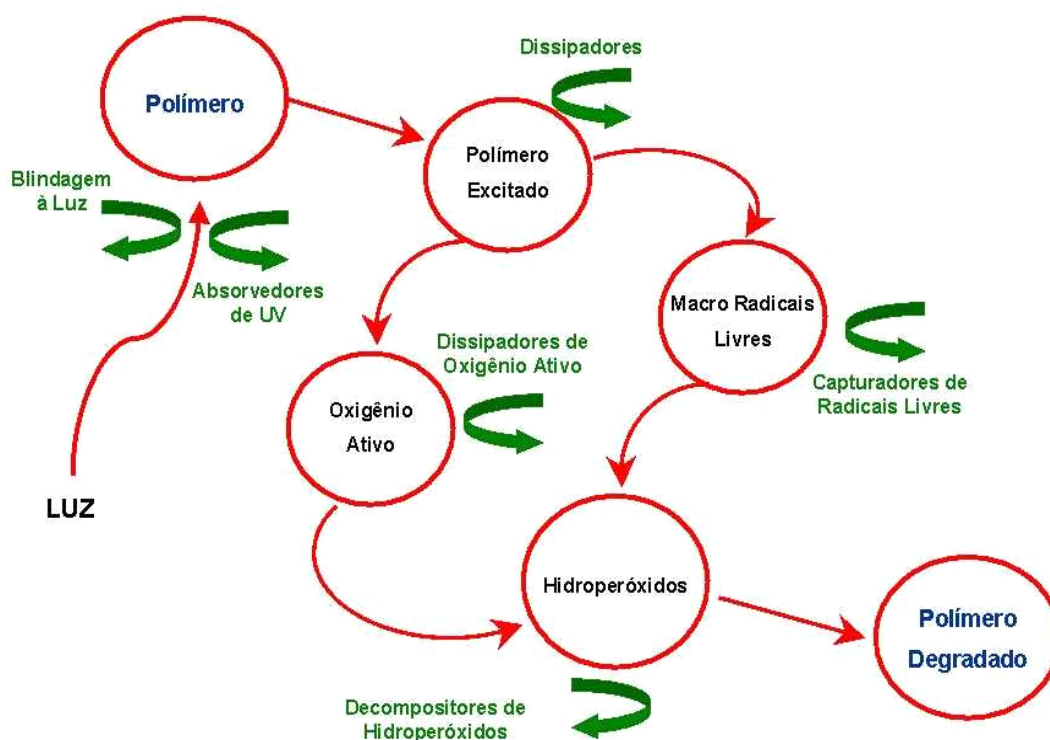 Polímero
Dissipadores
Polímero
Excitado
Blindagem
à Luz
Absorvedores
de UV
Macro Radicais
Livres
Dissipadores de
Oxigênio Ativo
Capturadores de
Radicais Livres
Oxigênio
Ativo
LUZ
Hidroperóxidos
Polímero
Degradado
Decompositores de
Hidroperóxidos